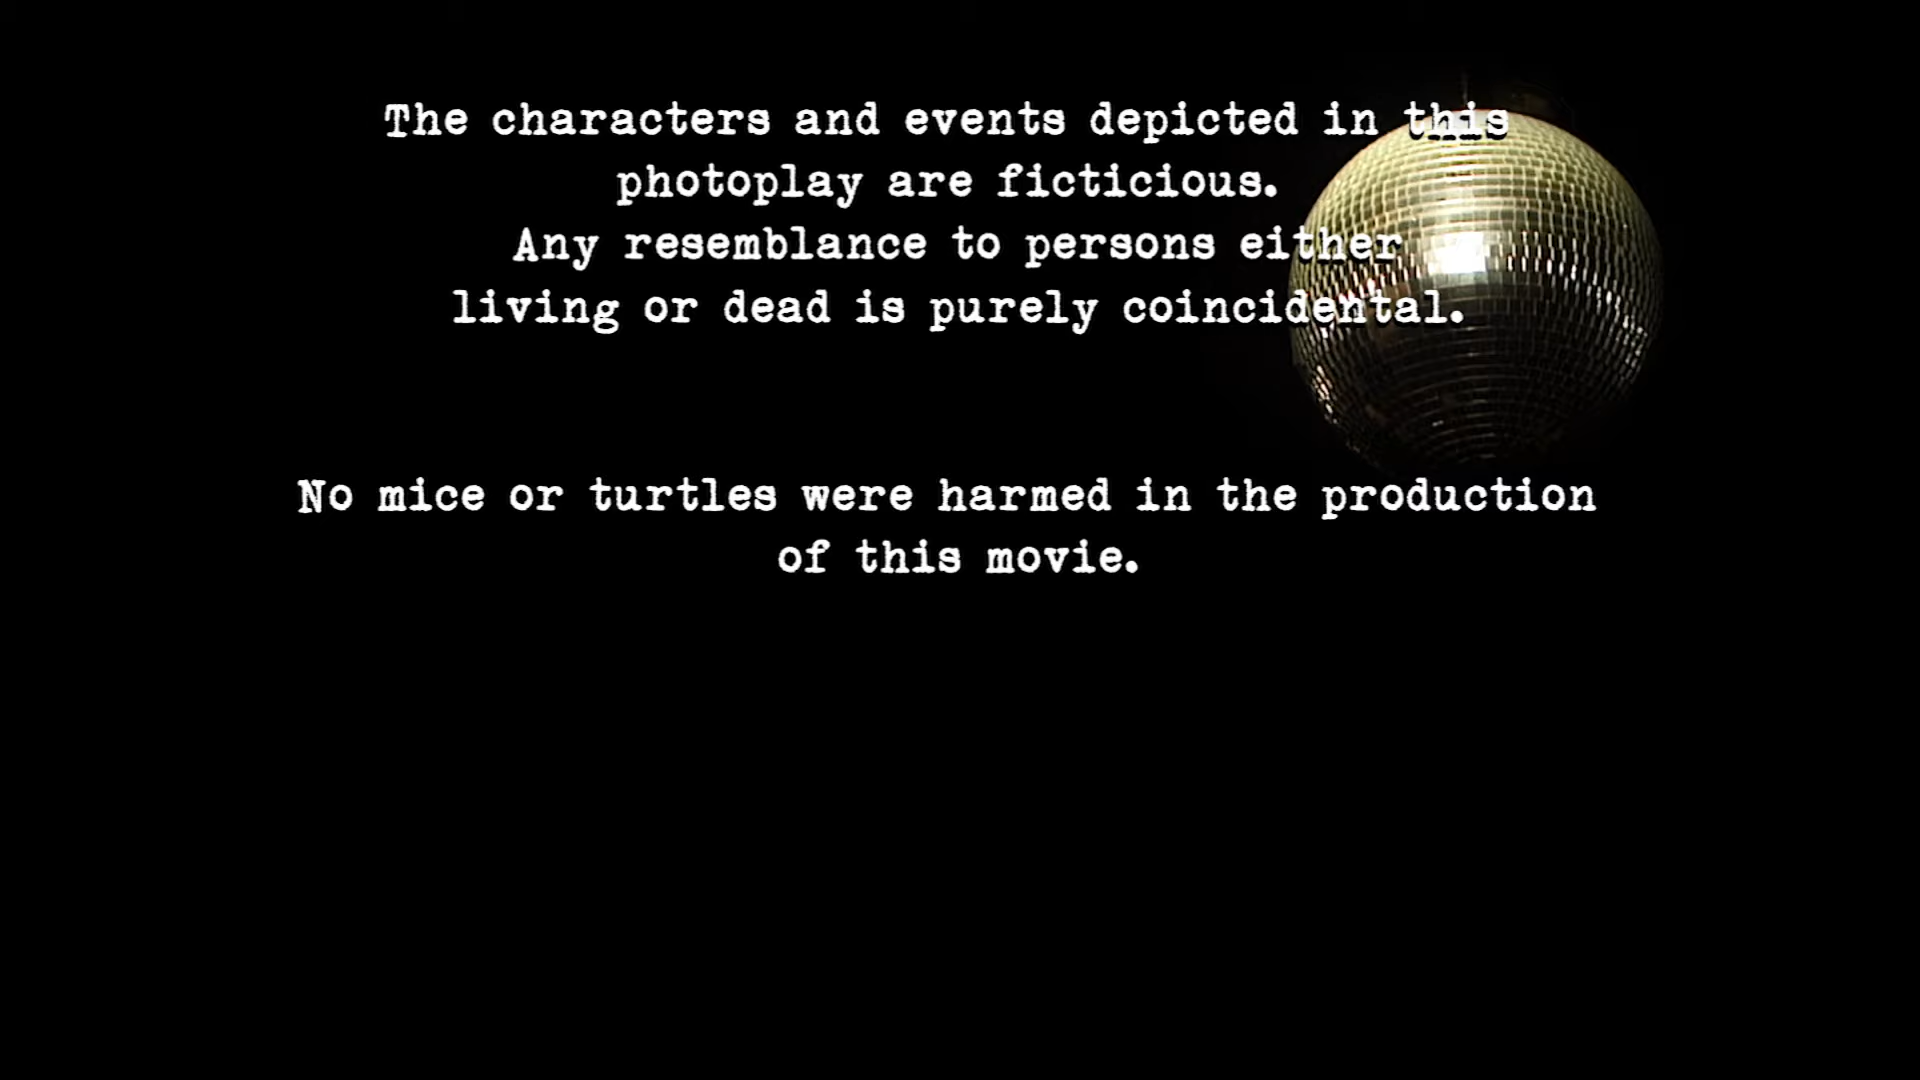 The characters and events depicted in this
photoplay are ficticious.
Any resemblance to persons either
living or dead is purely coincidental.
No mice or turtles were harmed in the production
of this movie.